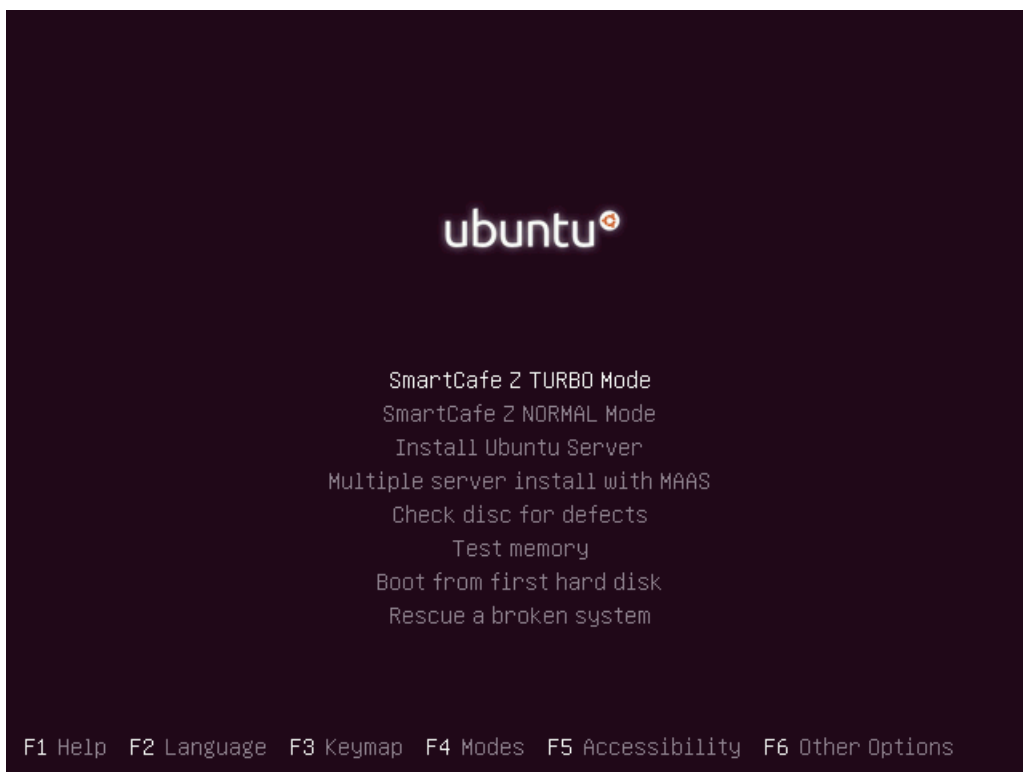 ubuntu
SmartCafe Z TURBO Mode
SmartCafe Z NORMAL Mode
Install Ubuntu Server
Multiple server install with MAAS
Check disc for defects
Test memory
Boot from first hard disk
Rescue a broken system
F1 Help F2 Language F3 Keymap F4 Modes F5 Accessibility F6 Other Options